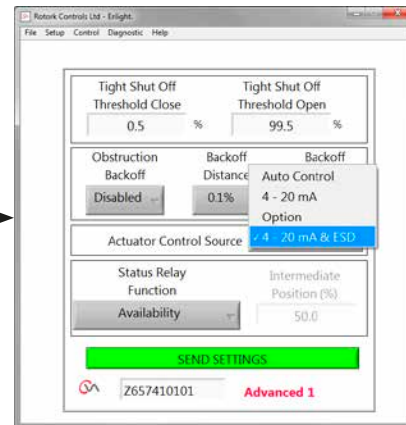 Rotork Controls Ltd - Enlight.
File Setup Control Diagnostic Help
Tight Shut Off Tight Shut Off
Threshold Close Threshold Open
0.5 % 99.5 %
Obstruction Backoff Backoff
Backoff Distance
Auto Control
Disabled 0.1% 4 - 20 mA
Option
Actuator Control Source ✓ 4 - 20 mA & ESD
Status Relay Intermediate
Function Position (%)
Availability 50.0
SEND SETTINGS
Z657410101 Advanced 1